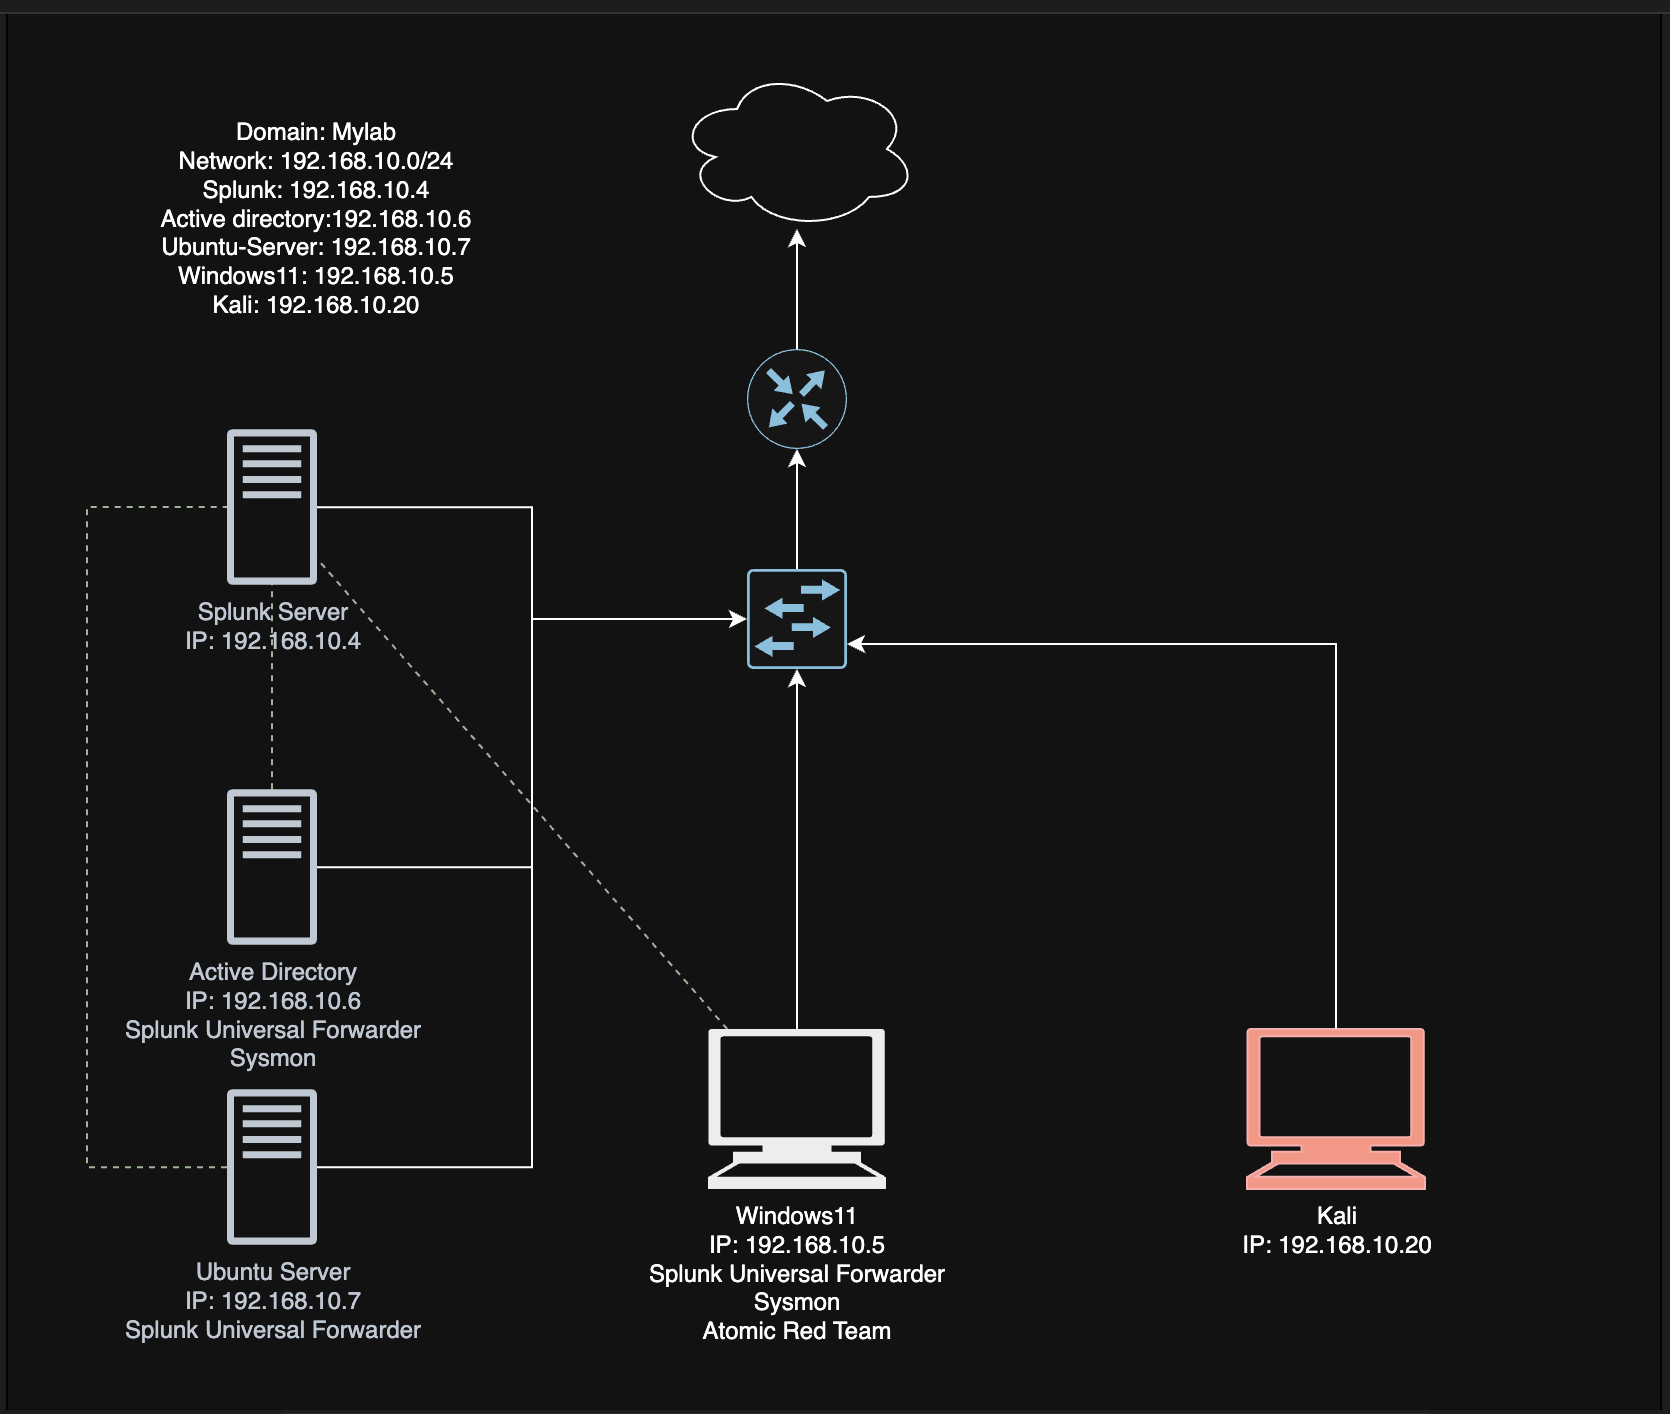 Domain: Mylab
Network: 192.168.10.0/24
Splunk: 192.168.10.4
Active directory:192.168.10.6
Ubuntu-Server: 192.168.10.7
Windows11: 192.168.10.5
Kali: 192.168.10.20
Splunk Server
IP: 192.168.10.4
Active Directory
IP: 192.168.10.6
Splunk Universal Forwarder
Sysmon
Ubuntu Server
IP: 192.168.10.7
Splunk Universal Forwarder
Windows11
IP: 192.168.10.5
Splunk Universal Forwarder
Sysmon
Atomic Red Team
Kali
IP: 192.168.10.20